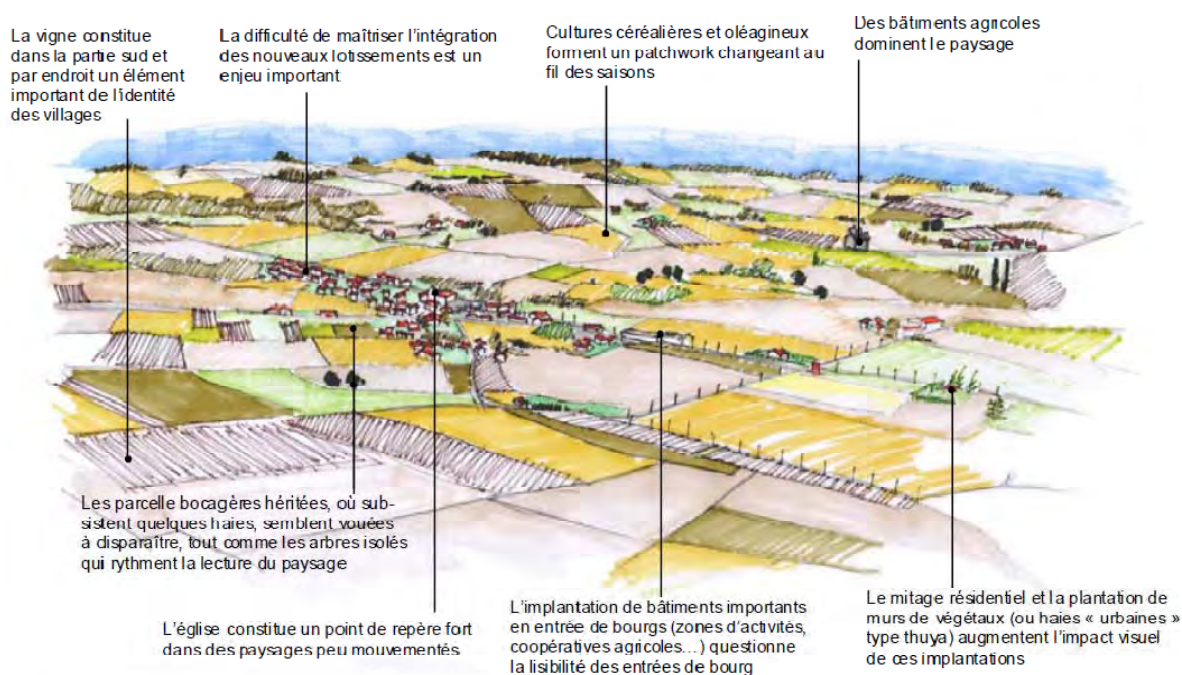 La vigne constitue
dans la partie sud et
par endroit un élément
important de l'identité
des villages
La difficulté de maîtriser l'intégration
des nouveaux lotissements est un
enjeu important
Cultures céréalières et oléagineux
forment un patchwork changeant au
fil des saisons
Des bâtiments agricoles
dominent le paysage
Les parcelle bocagères héritées, où sub-
sistent quelques haies, semblent vouées
à disparaître, tout comme les arbres isolés
qui rythment la lecture du paysage
L'église constitue un point de repère fort
dans des paysages peu mouvementés.
L'implantation de bâtiments importants
en entrée de bourgs (zones d'activités,
coopératives agricoles...) questionne
la lisibilité des entrées de bourg
Le mitage résidentiel et la plantation de
murs de végétaux (ou haies « urbaines »
type thuya) augmentent l'impact visuel
de ces implantations